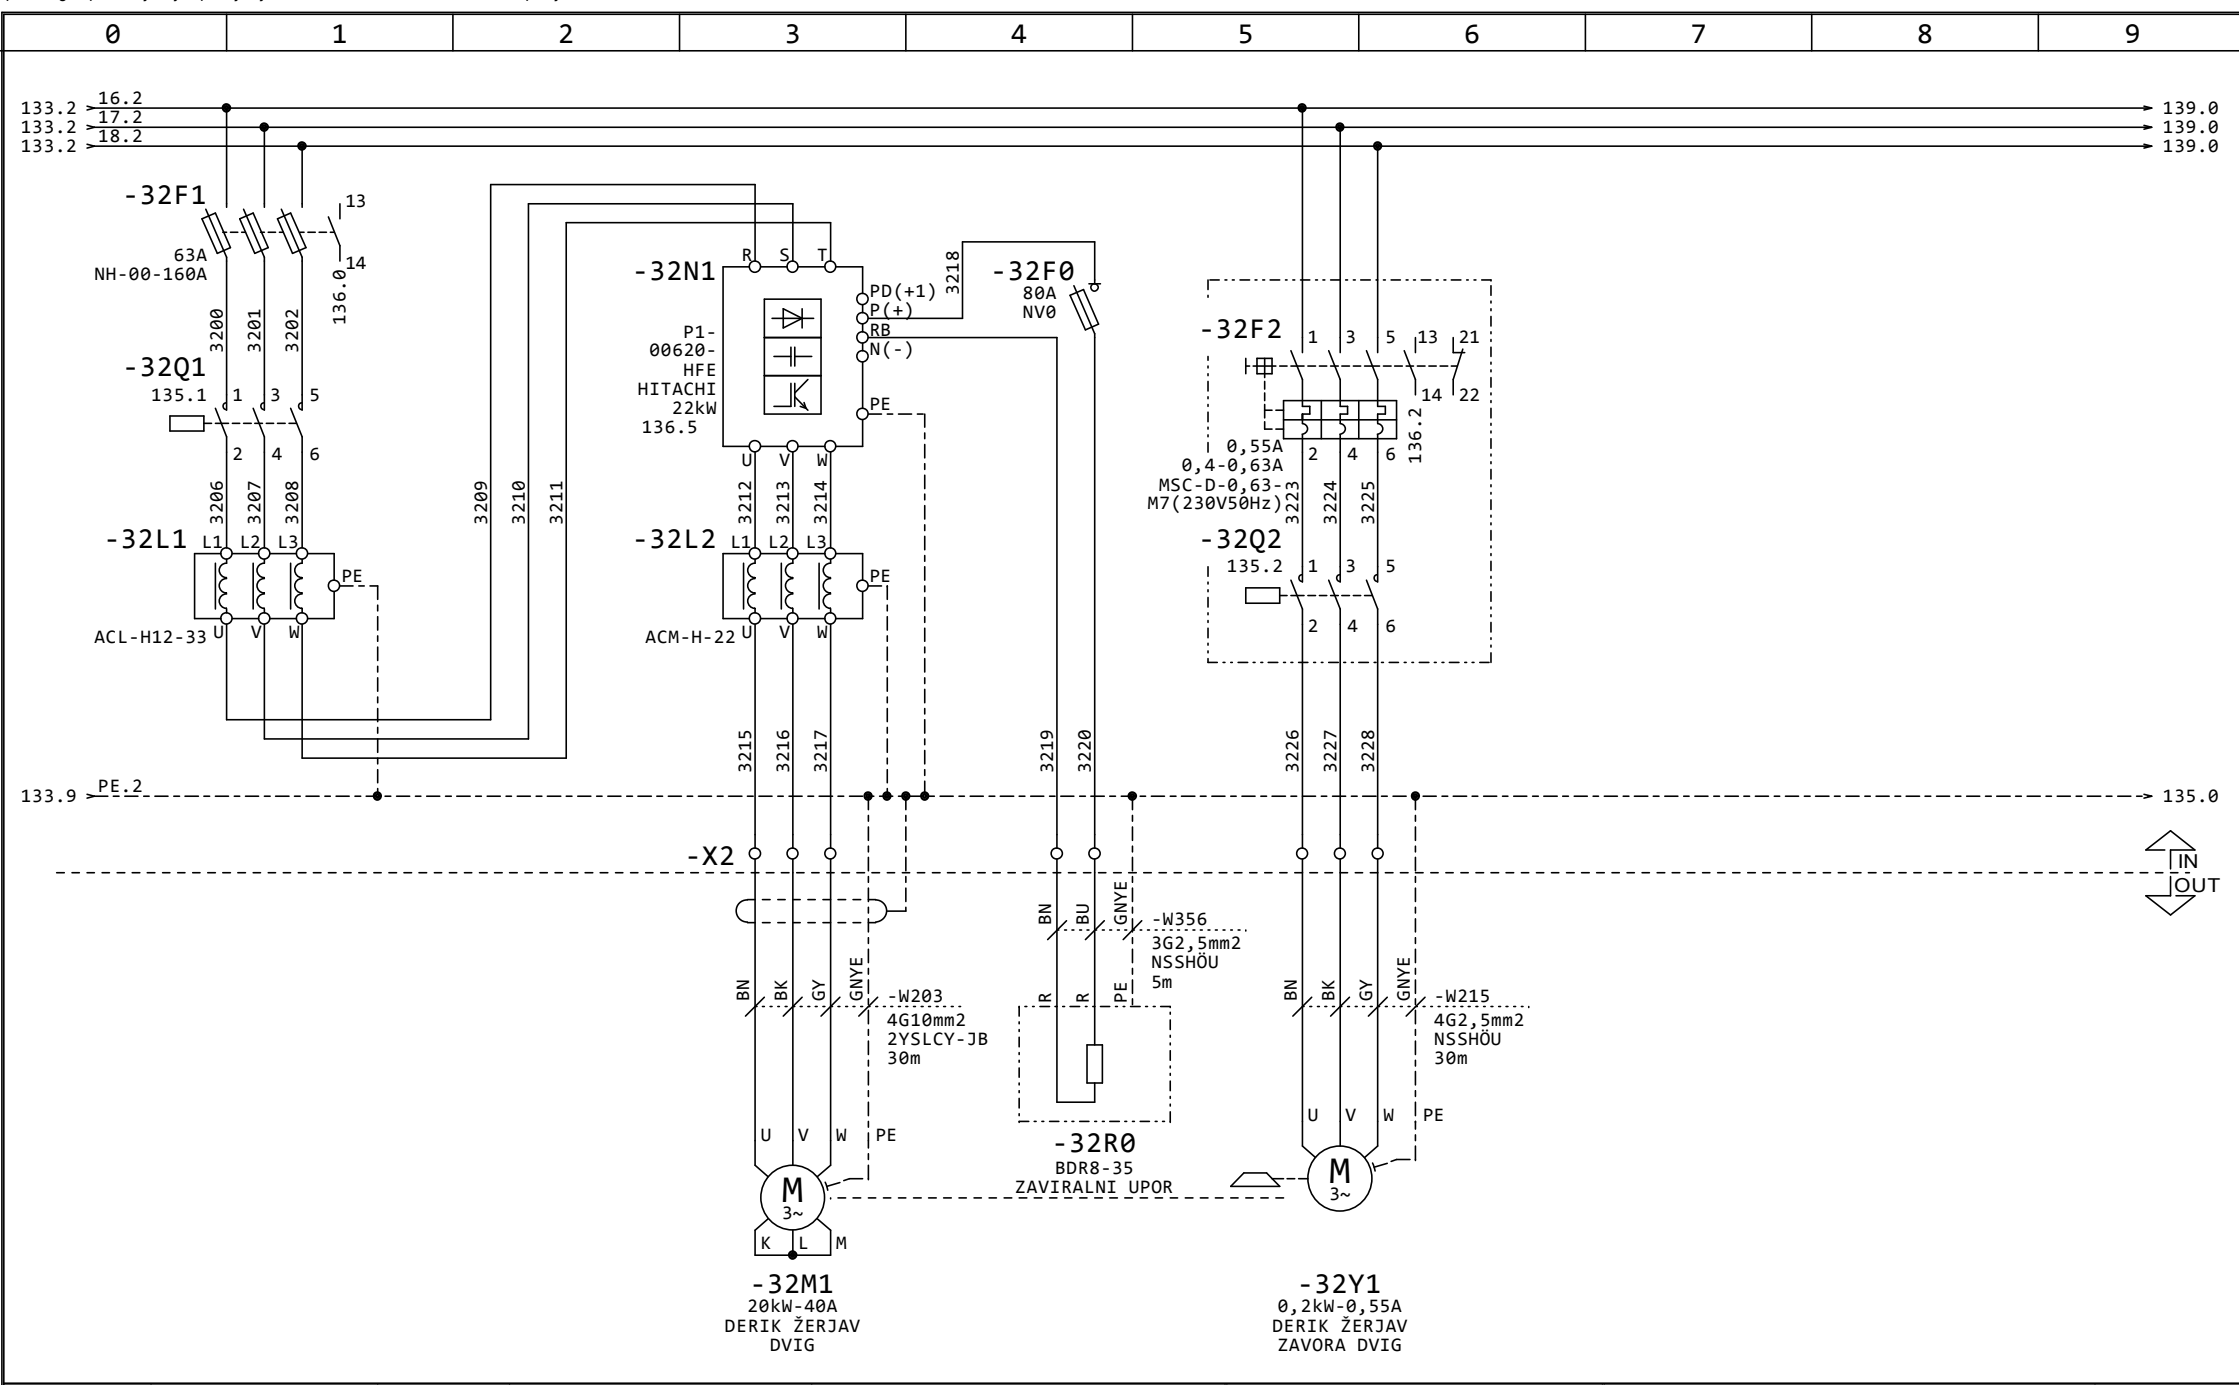 0 1 2 3 4 5 6 7 8 9
133.2 16.2 139.0
133.2 17.2 139.0
133.2 18.2 139.0
-32F1
63A
NH-00-160A
13
14
136.0
3200
3201
3202
-32Q1
135.1
1 3 5
2 4 6
3206
3207
3208
-32L1
L1 L2 L3
PE
ACL-H12-33
U V W
3209
3210
3211
-32N1
R S T
PD(+1)
P(+)
RB
N(-)
PE
P1-
00620-
HFE
HITACHI
22kW
136.5
U V W
3212
3213
3214
-32L2
L1 L2 L3
PE
ACM-H-22
U V W
3215
3216
3217
3218
-32F0
80A
NV0
3219
3220
-32F2
1 3 5 13 21
14 22
136.2
0,55A
0,4-0,63A
MSC-D-0,63-
M7(230V50Hz)
2 4 6
3223
3224
3225
-32Q2
135.2
1 3 5
2 4 6
3226
3227
3228
133.9 PE.2 135.0
-X2
IN
OUT
BN BK GY GNYE
-W203
4G10mm2
2YSLCY-JB
30m
U V W PE
M
3~
K L M
-32M1
20kW-40A
DERIK ŽERJAV
DVIG
BN BU GNYE
-W356
3G2,5mm2
NSSHÖU
5m
R R PE
-32R0
BDR8-35
ZAVIRALNI UPOR
BN BK GY GNYE
-W215
4G2,5mm2
NSSHÖU
30m
U V W PE
M
3~
-32Y1
0,2kW-0,55A
DERIK ŽERJAV
ZAVORA DVIG